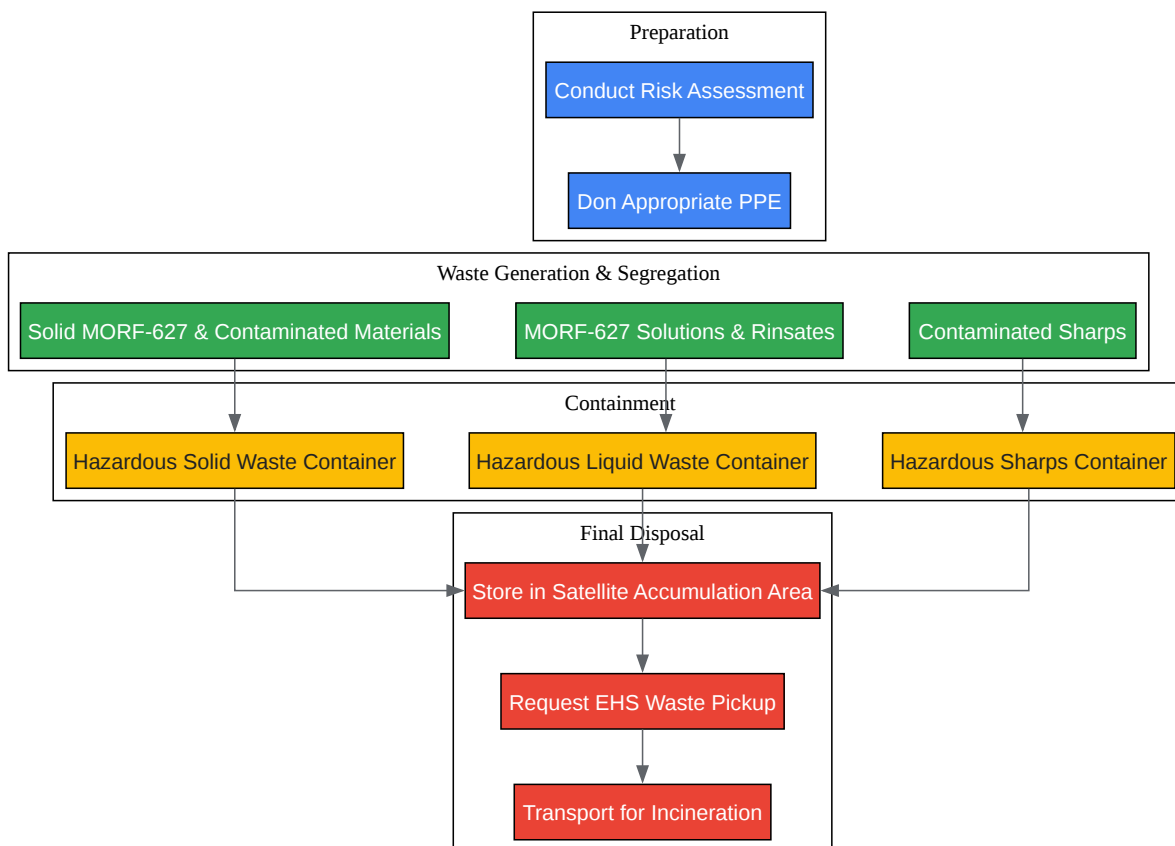 Preparation
Conduct Risk Assessment
Don Appropriate PPE
Waste Generation & Segregation
Solid MORF-627 & Contaminated Materials
MORF-627 Solutions & Rinsates
Contaminated Sharps
Containment
Hazardous Solid Waste Container
Hazardous Liquid Waste Container
Hazardous Sharps Container
Final Disposal
Store in Satellite Accumulation Area
Request EHS Waste Pickup
Transport for Incineration